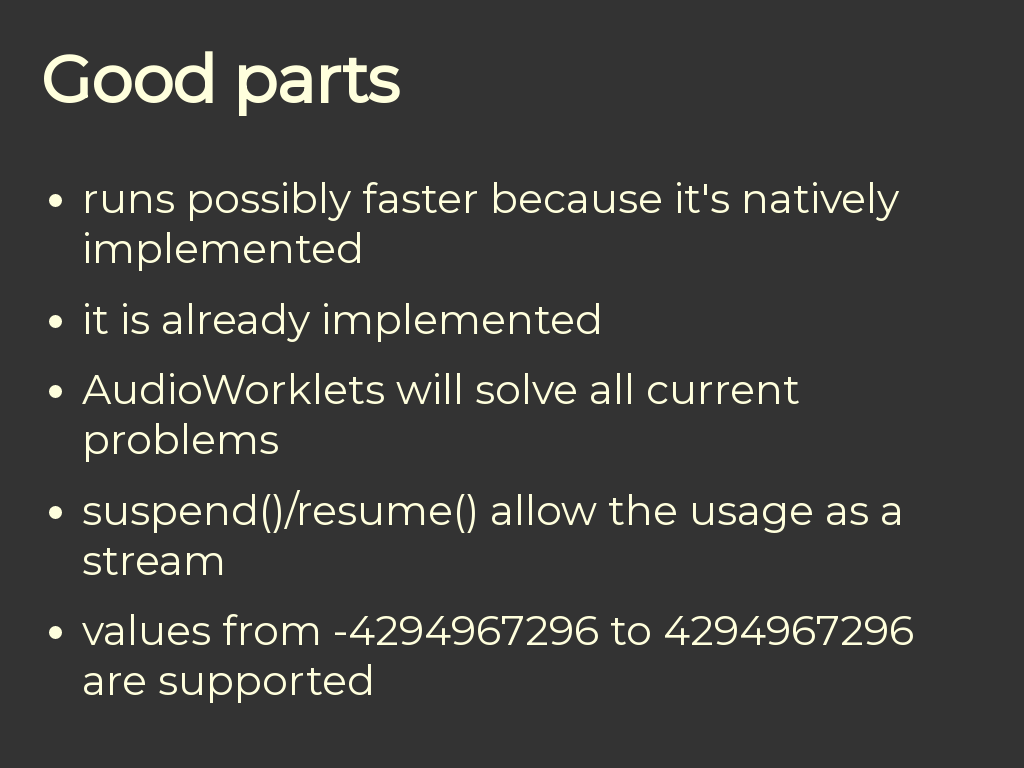 Good parts
• runs possibly faster because it's natively
implemented
• it is already implemented
• AudioWorklets will solve all current
problems
• suspend()/resume() allow the usage as a
stream
• values from -4294967296 to 4294967296
are supported